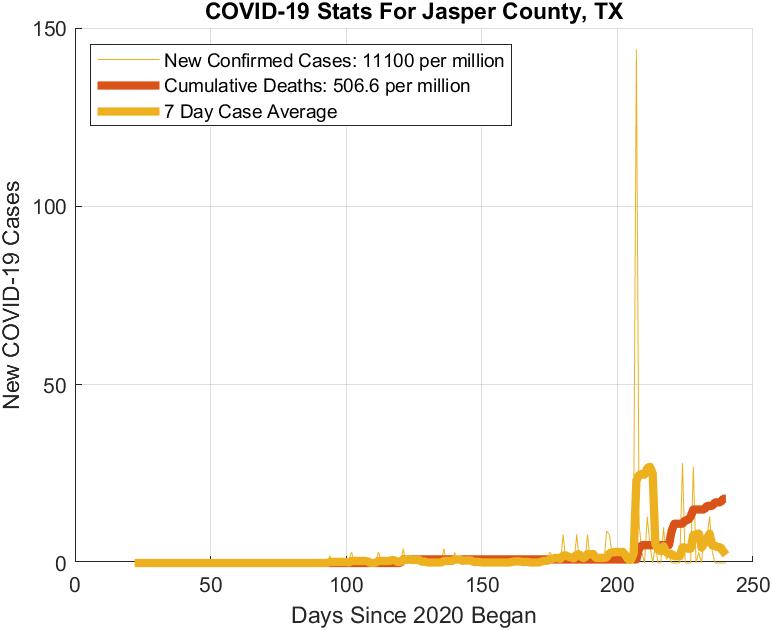 COVID-19 Stats For Jasper County, TX
New Confirmed Cases: 11100 per million
Cumulative Deaths: 506.6 per million
7 Day Case Average
150
100
50
0
New COVID-19 Cases
0 50 100 150 200 250
Days Since 2020 Began